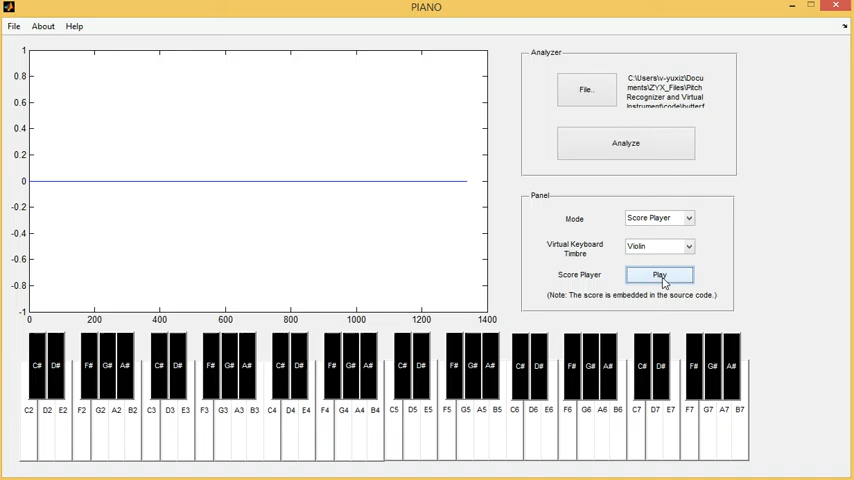 PIANO
File About Help
1
0.8
0.6
0.4
0.2
0
-0.2
-0.4
-0.6
-0.8
-1
0 200 400 600 800 1000 1200 1400
Analyzer
File..
C:\Users\v-yuxiz\Docu
ments\ZYX_Files\Pitch
Recognizer and Virtual
Instrument\code\butterf
Analyze
Panel
Mode
Score Player
Virtual Keyboard
Timbre
Violin
Score Player
Play
(Note: The score is embedded in the source code.)
C# D# F# G# A# C# D# F# G# A# C# D# F# G# A# C# D# F# G# A# C# D# F# G# A# C# D# F# G# A#
C2 D2 E2 F2 G2 A2 B2 C3 D3 E3 F3 G3 A3 B3 C4 D4 E4 F4 G4 A4 B4 C5 D5 E5 F5 G5 A5 B5 C6 D6 E6 F6 G6 A6 B6 C7 D7 E7 F7 G7 A7 B7